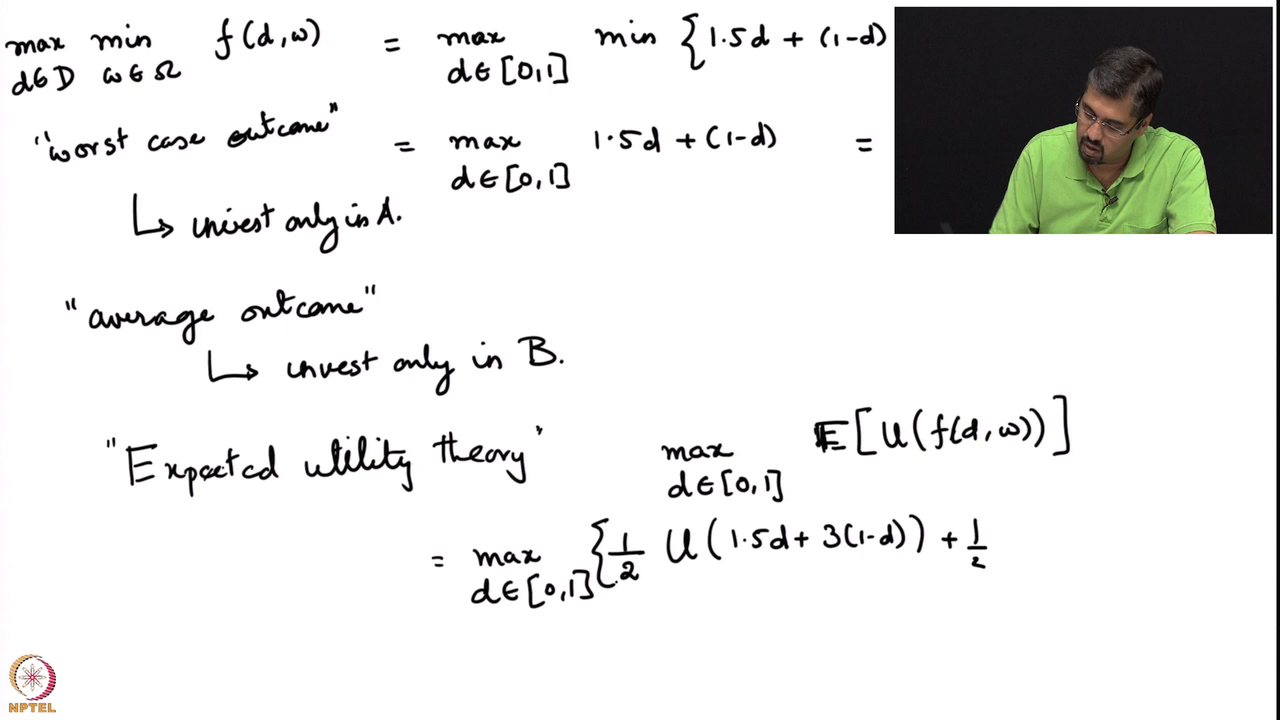 max min f(d,ω) = max min {1.5d + (1-d)
d∈D ω∈Ω d∈[0,1]
"worst case outcome" = max 1.5d + (1-d) =
d∈[0,1]
↳ invest only in A.
"average outcome"
↳ invest only in B.
"Expected utility theory" max E[U(f(d,ω))]
d∈[0,1]
= max {1/2 U(1.5d + 3(1-d)) + 1/2
d∈[0,1]
NPTEL